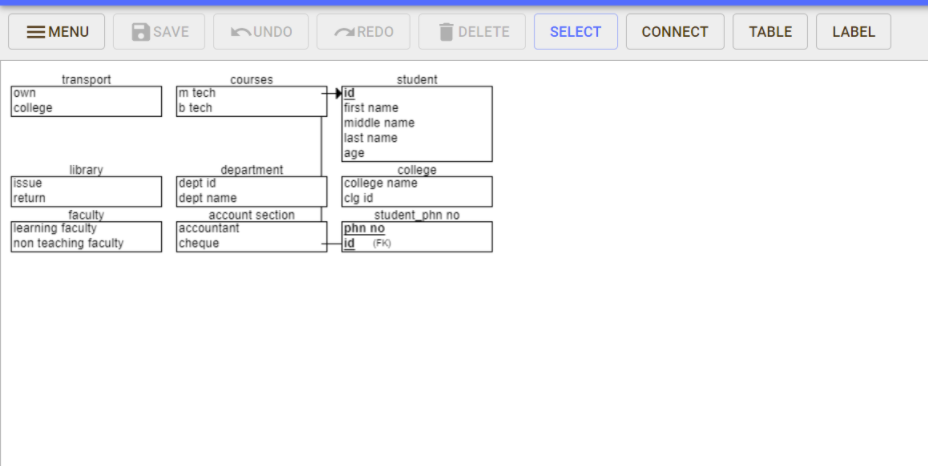 MENU
SAVE
UNDO
REDO
DELETE
SELECT
CONNECT
TABLE
LABEL
transport
own
college
courses
m tech
b tech
student
id
first name
middle name
last name
age
library
issue
return
department
dept id
dept name
college
college name
clg id
faculty
learning faculty
non teaching faculty
account section
accountant
cheque
student_phn no
phn no
id (FK)